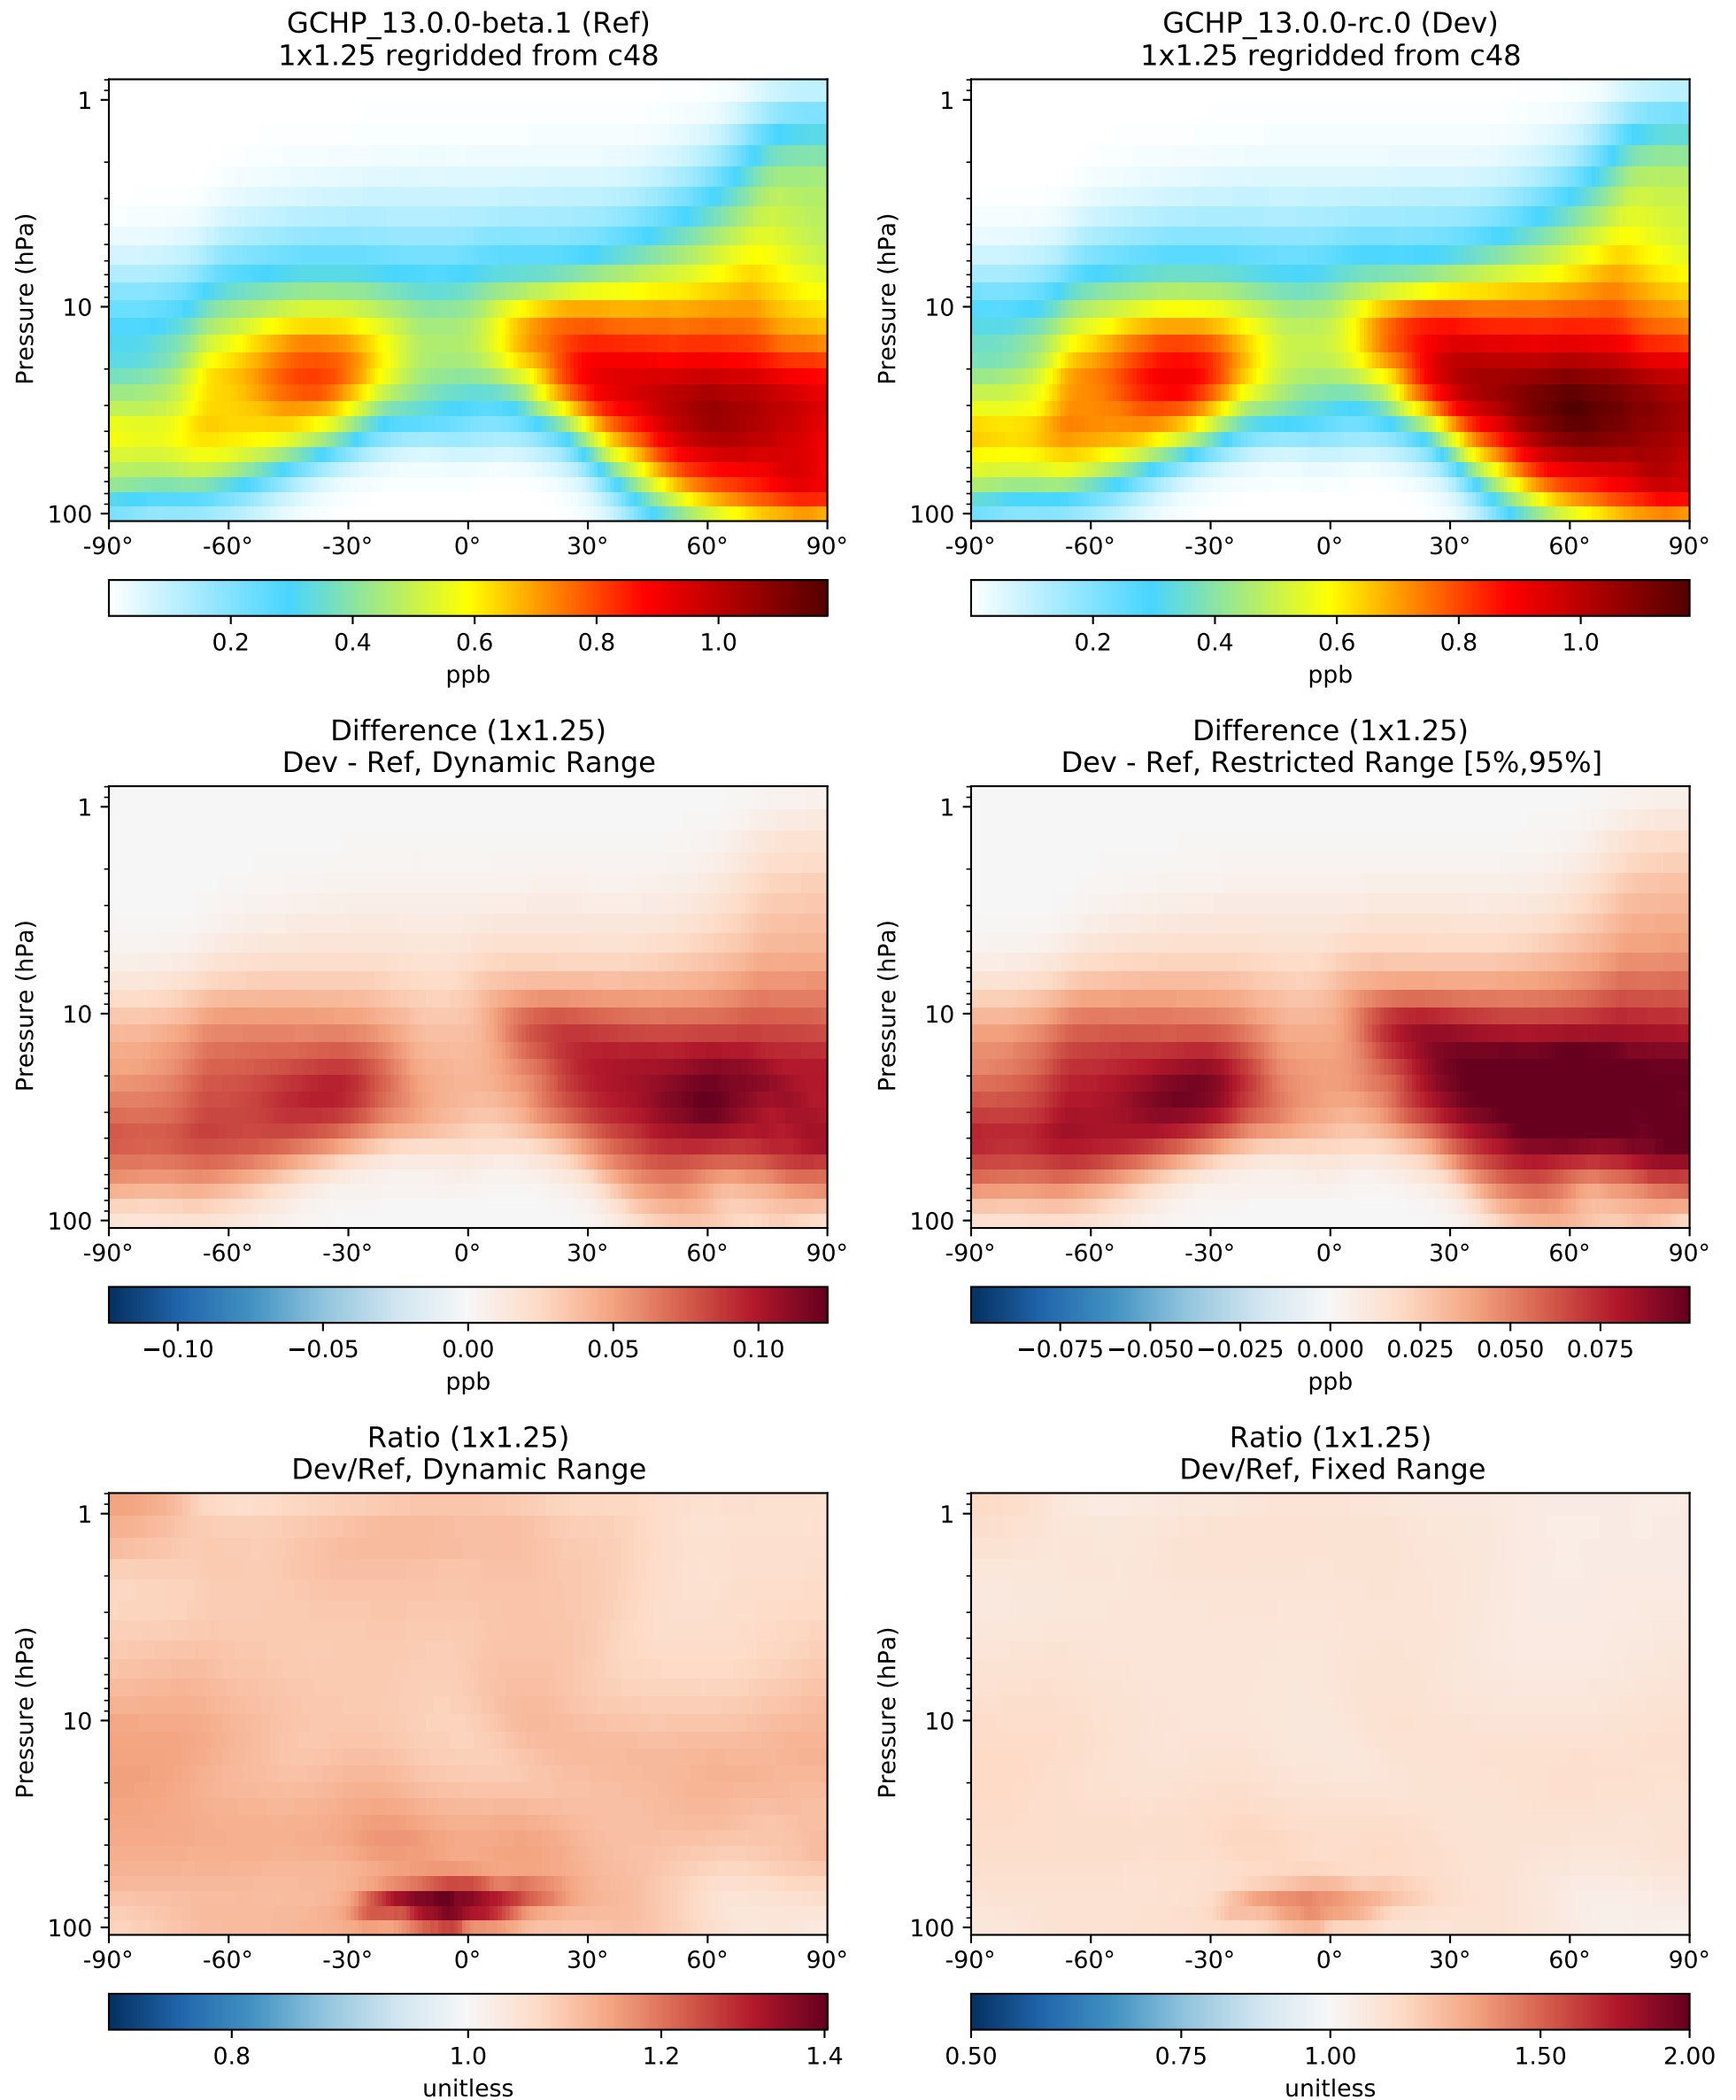 GCHP_13.0.0-beta.1 (Ref)
1x1.25 regridded from c48
Pressure (hPa)
1
10
100
-90° -60° -30° 0° 30° 60° 90°
0.2 0.4 0.6 0.8 1.0
ppb
GCHP_13.0.0-rc.0 (Dev)
1x1.25 regridded from c48
Pressure (hPa)
1
10
100
-90° -60° -30° 0° 30° 60° 90°
0.2 0.4 0.6 0.8 1.0
ppb
Difference (1x1.25)
Dev - Ref, Dynamic Range
Pressure (hPa)
1
10
100
-90° -60° -30° 0° 30° 60° 90°
−0.10 −0.05 0.00 0.05 0.10
ppb
Difference (1x1.25)
Dev - Ref, Restricted Range [5%,95%]
Pressure (hPa)
1
10
100
-90° -60° -30° 0° 30° 60° 90°
−0.075 −0.050 −0.025 0.000 0.025 0.050 0.075
ppb
Ratio (1x1.25)
Dev/Ref, Dynamic Range
Pressure (hPa)
1
10
100
-90° -60° -30° 0° 30° 60° 90°
0.8 1.0 1.2 1.4
unitless
Ratio (1x1.25)
Dev/Ref, Fixed Range
Pressure (hPa)
1
10
100
-90° -60° -30° 0° 30° 60° 90°
0.50 0.75 1.00 1.50 2.00
unitless